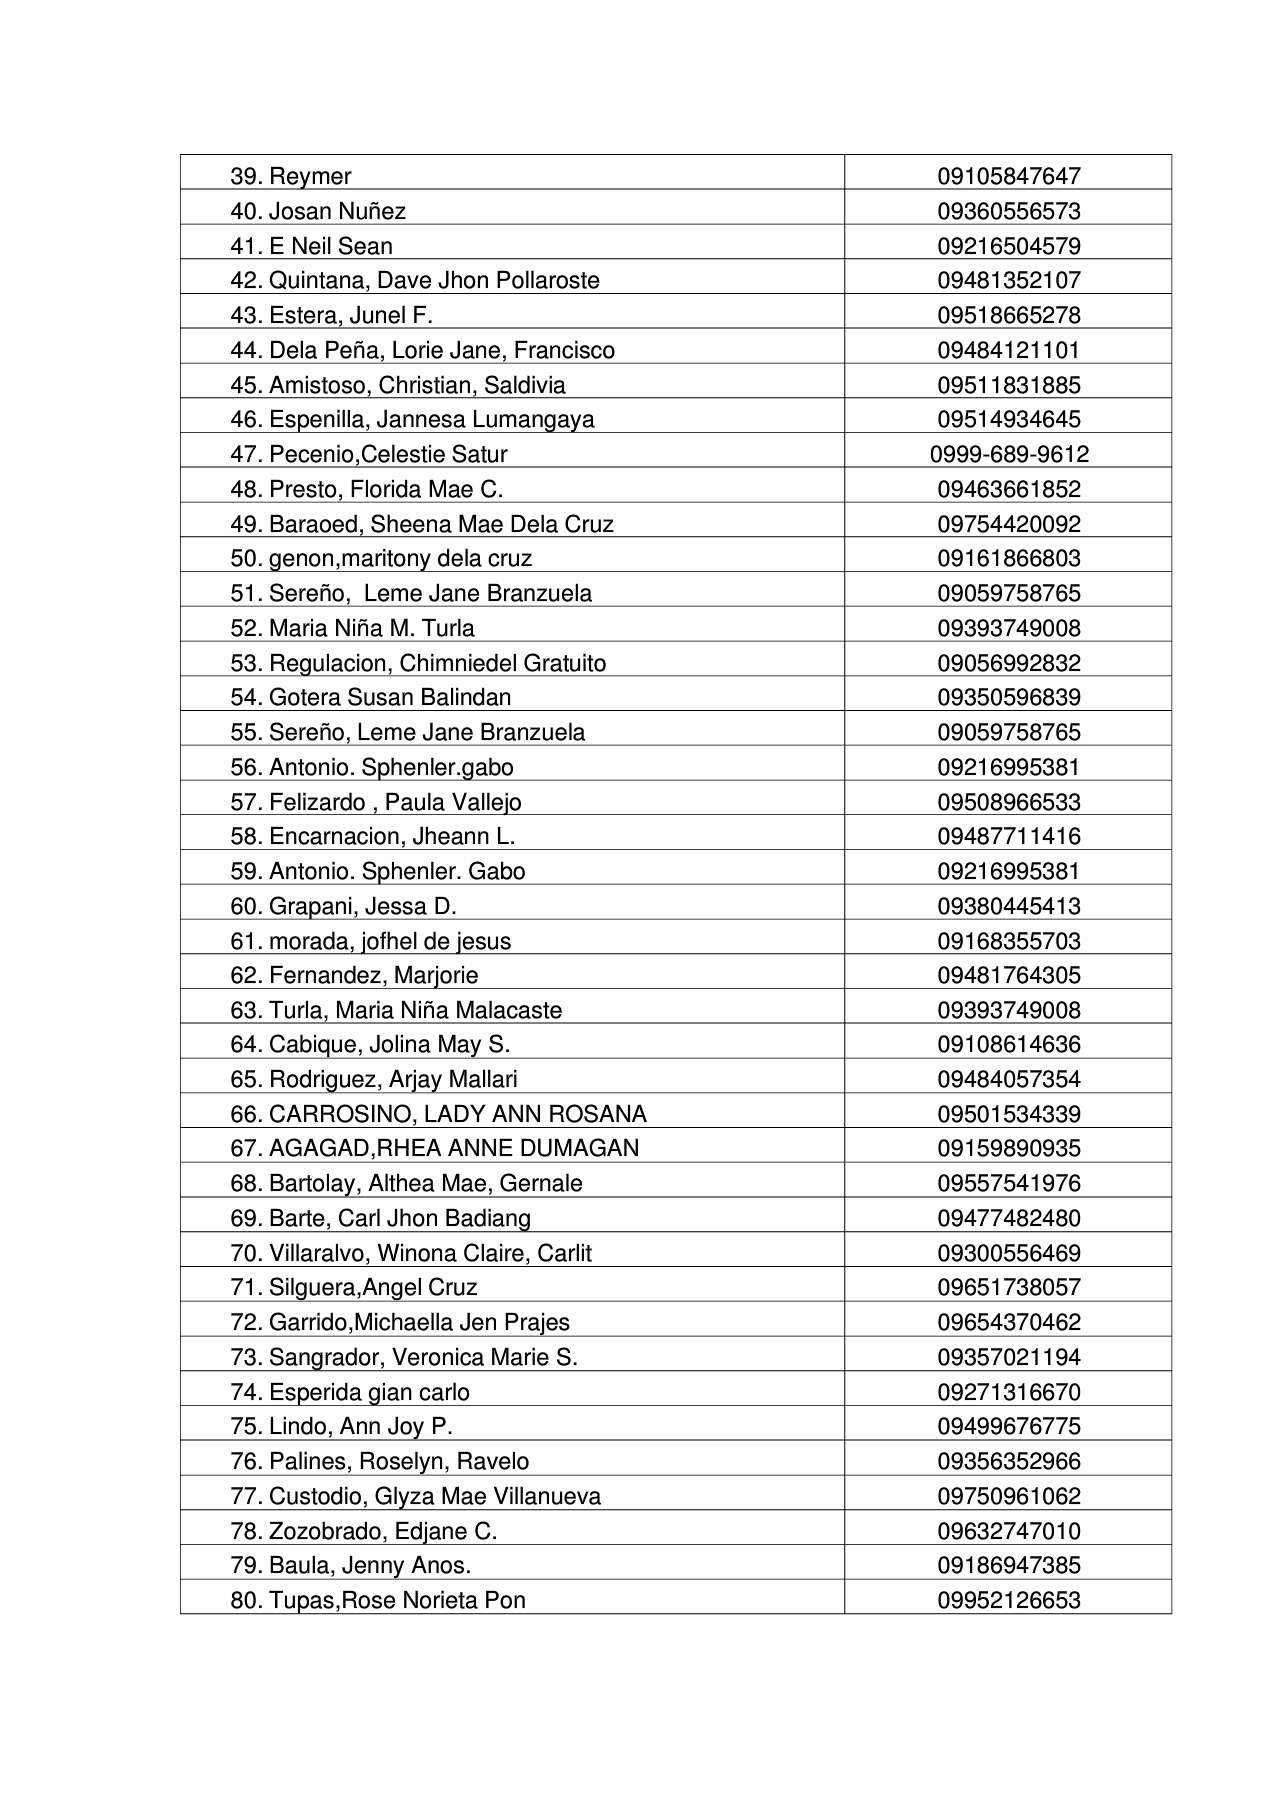 39. Reymer 09105847647
40. Josan Nuñez 09360556573
41. E Neil Sean 09216504579
42. Quintana, Dave Jhon Pollaroste 09481352107
43. Estera, Junel F. 09518665278
44. Dela Peña, Lorie Jane, Francisco 09484121101
45. Amistoso, Christian, Saldivia 09511831885
46. Espenilla, Jannesa Lumangaya 09514934645
47. Pecenio,Celestie Satur 0999-689-9612
48. Presto, Florida Mae C. 09463661852
49. Baraoed, Sheena Mae Dela Cruz 09754420092
50. genon,maritony dela cruz 09161866803
51. Sereño,  Leme Jane Branzuela 09059758765
52. Maria Niña M. Turla 09393749008
53. Regulacion, Chimniedel Gratuito 09056992832
54. Gotera Susan Balindan 09350596839
55. Sereño, Leme Jane Branzuela 09059758765
56. Antonio. Sphenler.gabo 09216995381
57. Felizardo , Paula Vallejo 09508966533
58. Encarnacion, Jheann L. 09487711416
59. Antonio. Sphenler. Gabo 09216995381
60. Grapani, Jessa D. 09380445413
61. morada, jofhel de jesus 09168355703
62. Fernandez, Marjorie 09481764305
63. Turla, Maria Niña Malacaste 09393749008
64. Cabique, Jolina May S. 09108614636
65. Rodriguez, Arjay Mallari 09484057354
66. CARROSINO, LADY ANN ROSANA 09501534339
67. AGAGAD,RHEA ANNE DUMAGAN 09159890935
68. Bartolay, Althea Mae, Gernale 09557541976
69. Barte, Carl Jhon Badiang 09477482480
70. Villaralvo, Winona Claire, Carlit 09300556469
71. Silguera,Angel Cruz 09651738057
72. Garrido,Michaella Jen Prajes 09654370462
73. Sangrador, Veronica Marie S. 09357021194
74. Esperida gian carlo 09271316670
75. Lindo, Ann Joy P. 09499676775
76. Palines, Roselyn, Ravelo 09356352966
77. Custodio, Glyza Mae Villanueva 09750961062
78. Zozobrado, Edjane C. 09632747010
79. Baula, Jenny Anos. 09186947385
80. Tupas,Rose Norieta Pon 09952126653